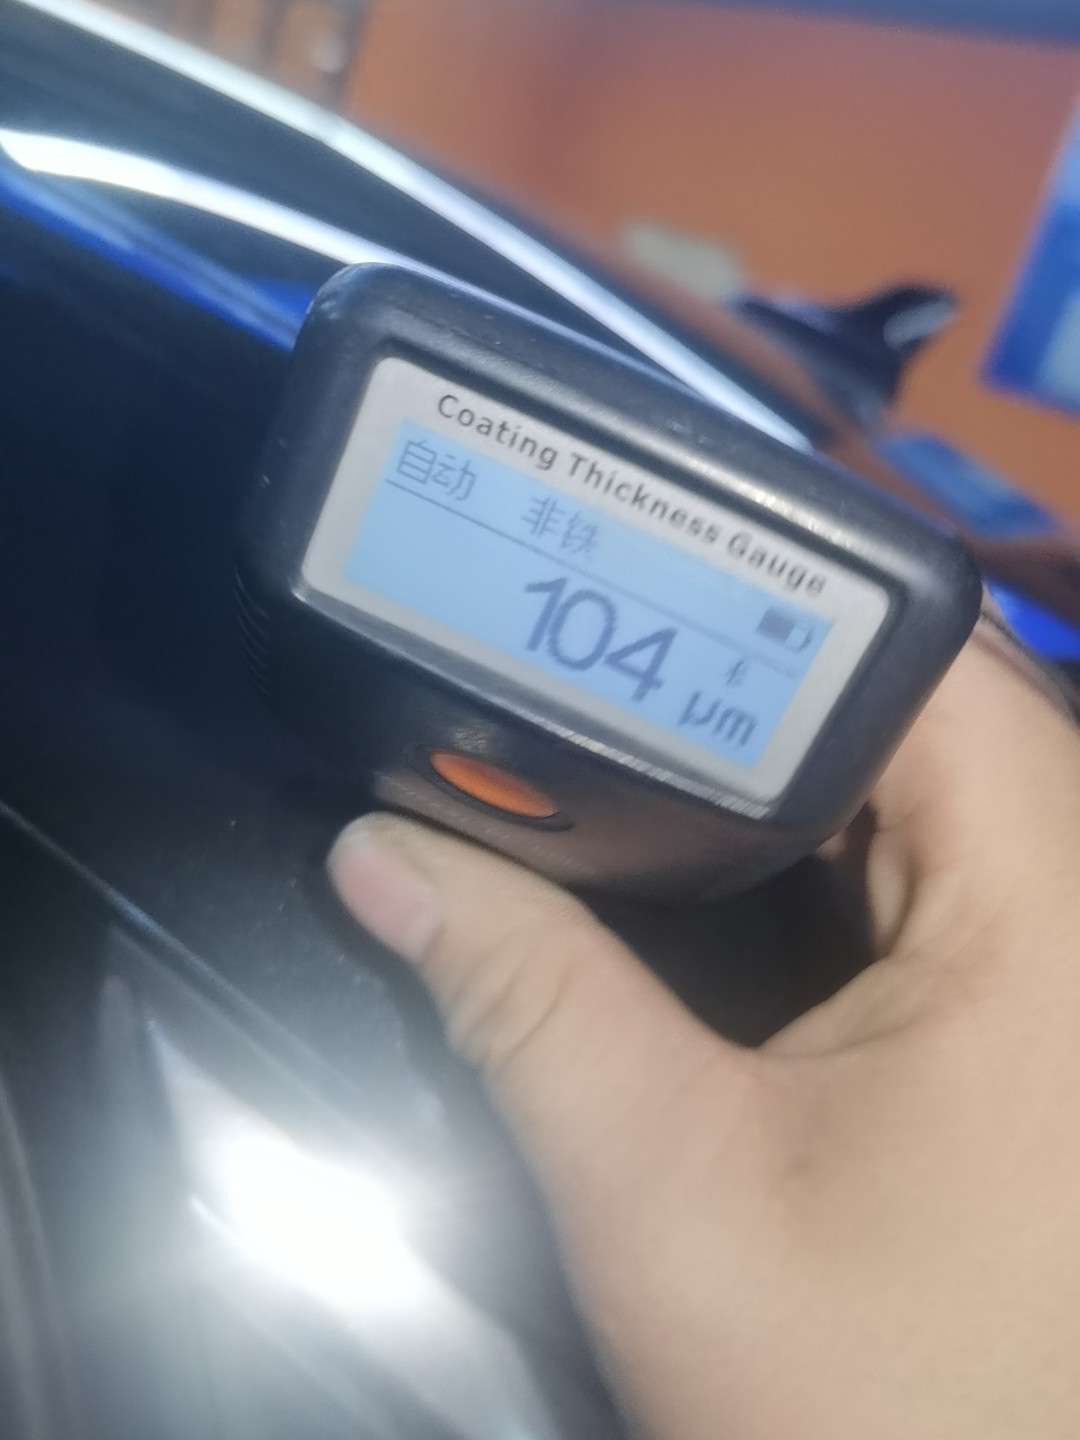 Coating Thickness Gauge
自动 非铁
104 μm